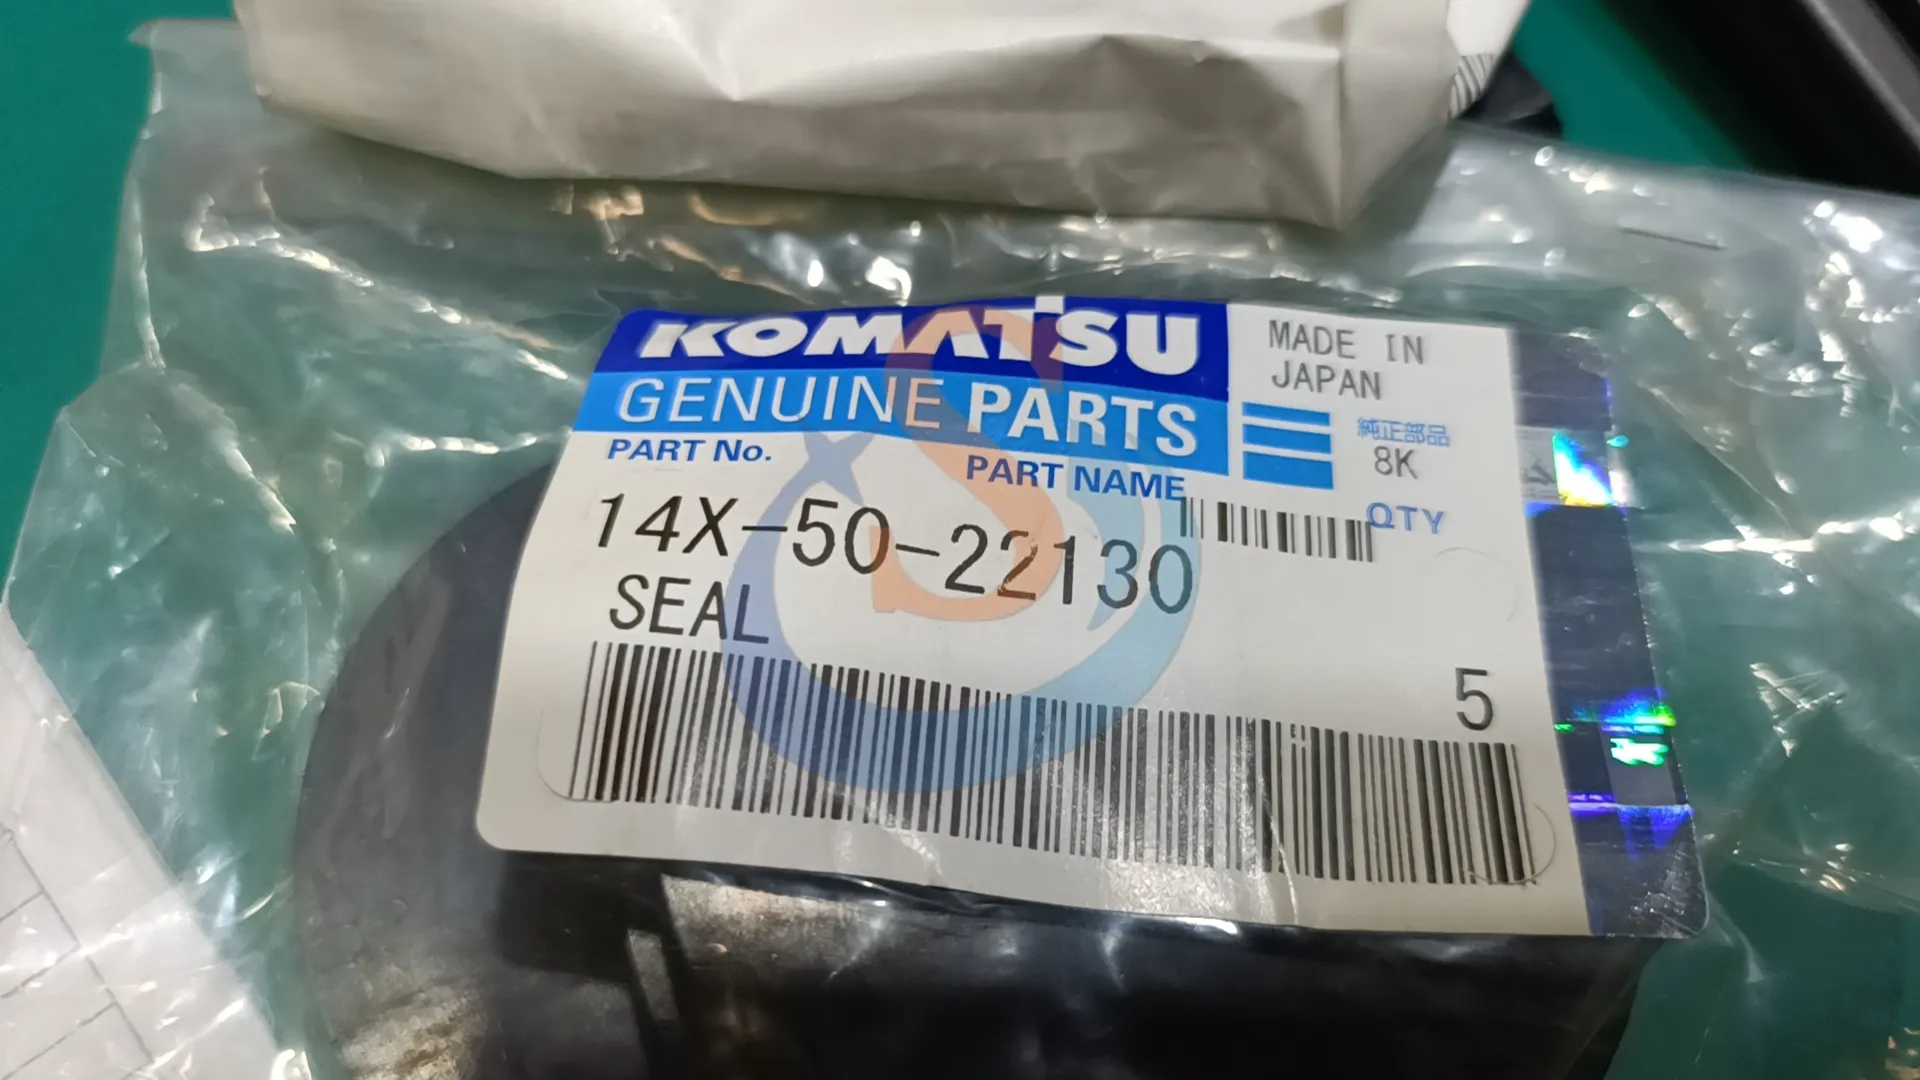 KOMATSU
GENUINE PARTS
MADE IN
JAPAN
純正部品
8K
PART No.
PART NAME
QTY
14X-50-22130
SEAL
5